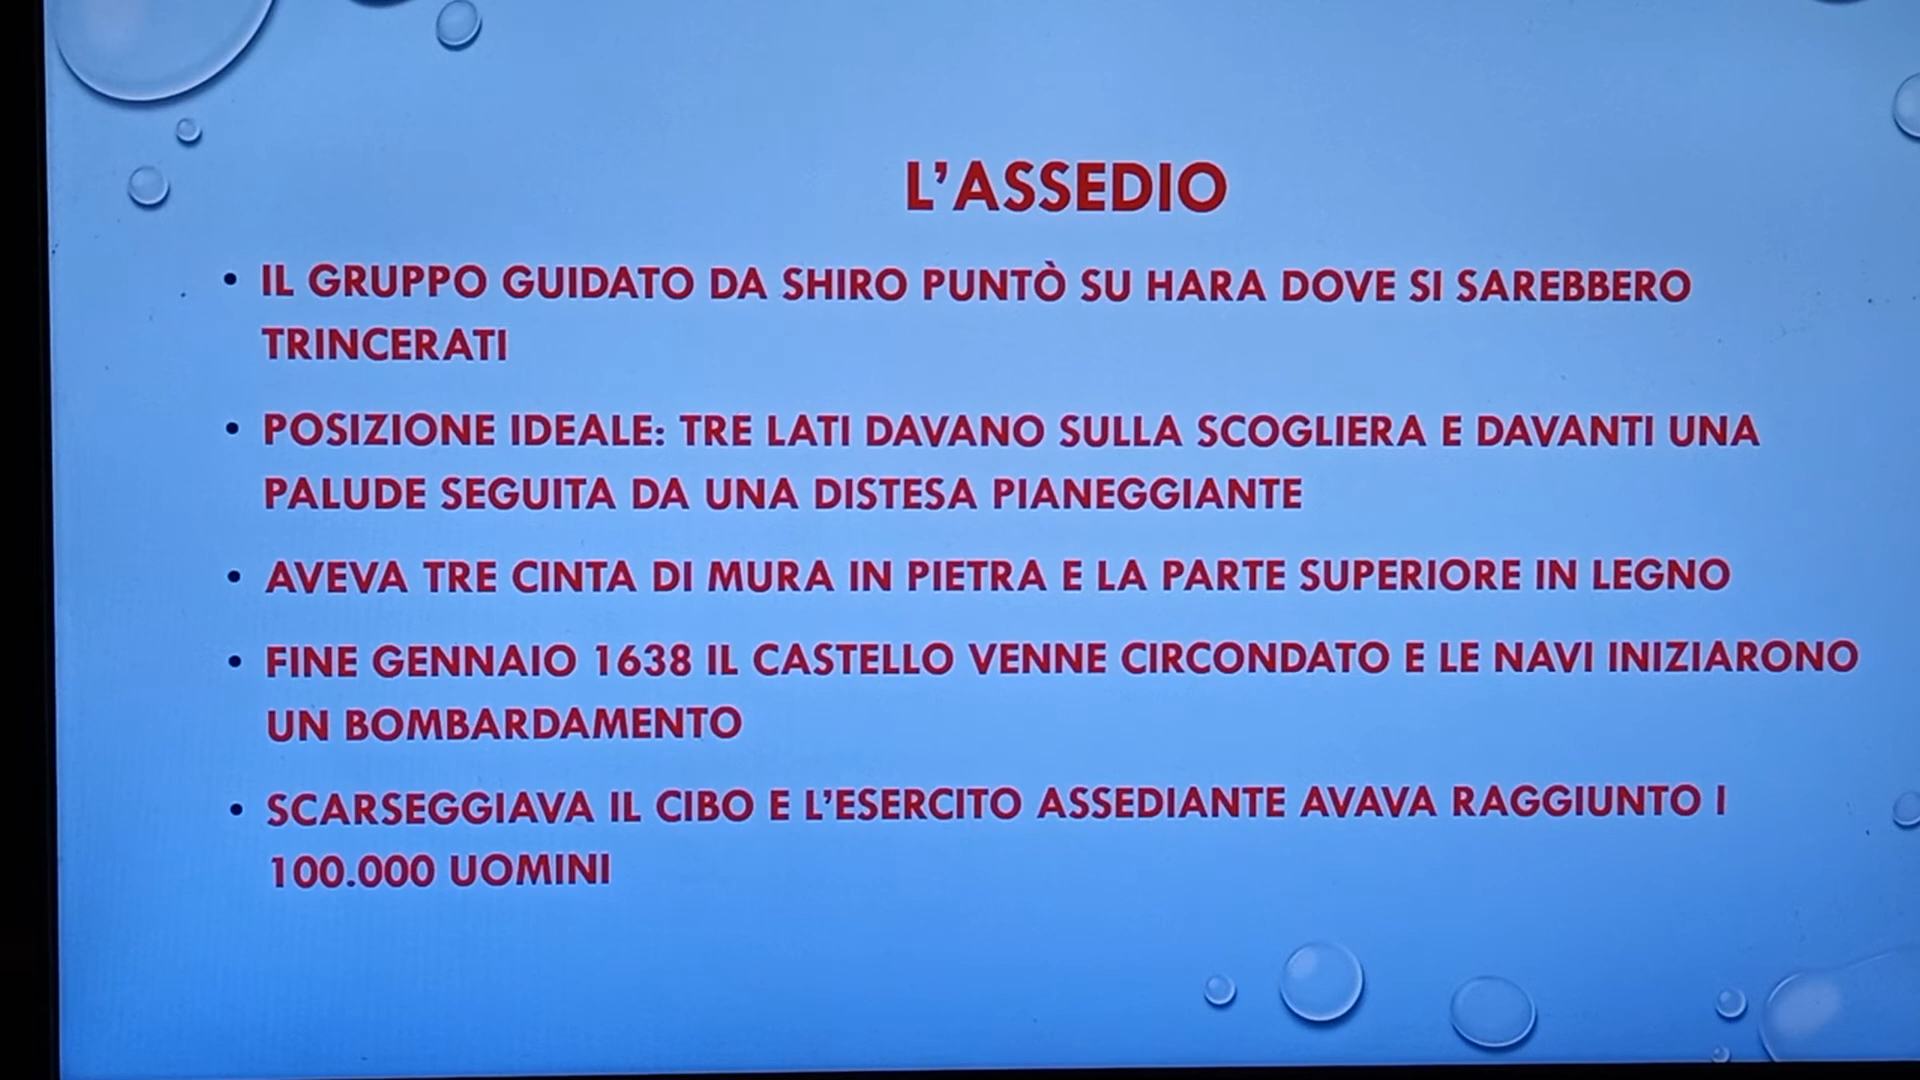 L'ASSEDIO
• IL GRUPPO GUIDATO DA SHIRO PUNTÒ SU HARA DOVE SI SAREBBERO
TRINCERATI
• POSIZIONE IDEALE: TRE LATI DAVANO SULLA SCOGLIERA E DAVANTI UNA
PALUDE SEGUITA DA UNA DISTESA PIANEGGIANTE
• AVEVA TRE CINTA DI MURA IN PIETRA E LA PARTE SUPERIORE IN LEGNO
• FINE GENNAIO 1638 IL CASTELLO VENNE CIRCONDATO E LE NAVI INIZIARONO
UN BOMBARDAMENTO
• SCARSEGGIAVA IL CIBO E L'ESERCITO ASSEDIANTE AVAVA RAGGIUNTO I
100.000 UOMINI